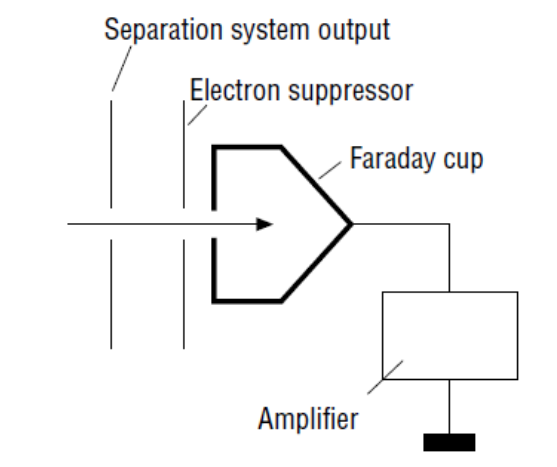 Separation system output
Electron suppressor
Faraday cup
Amplifier